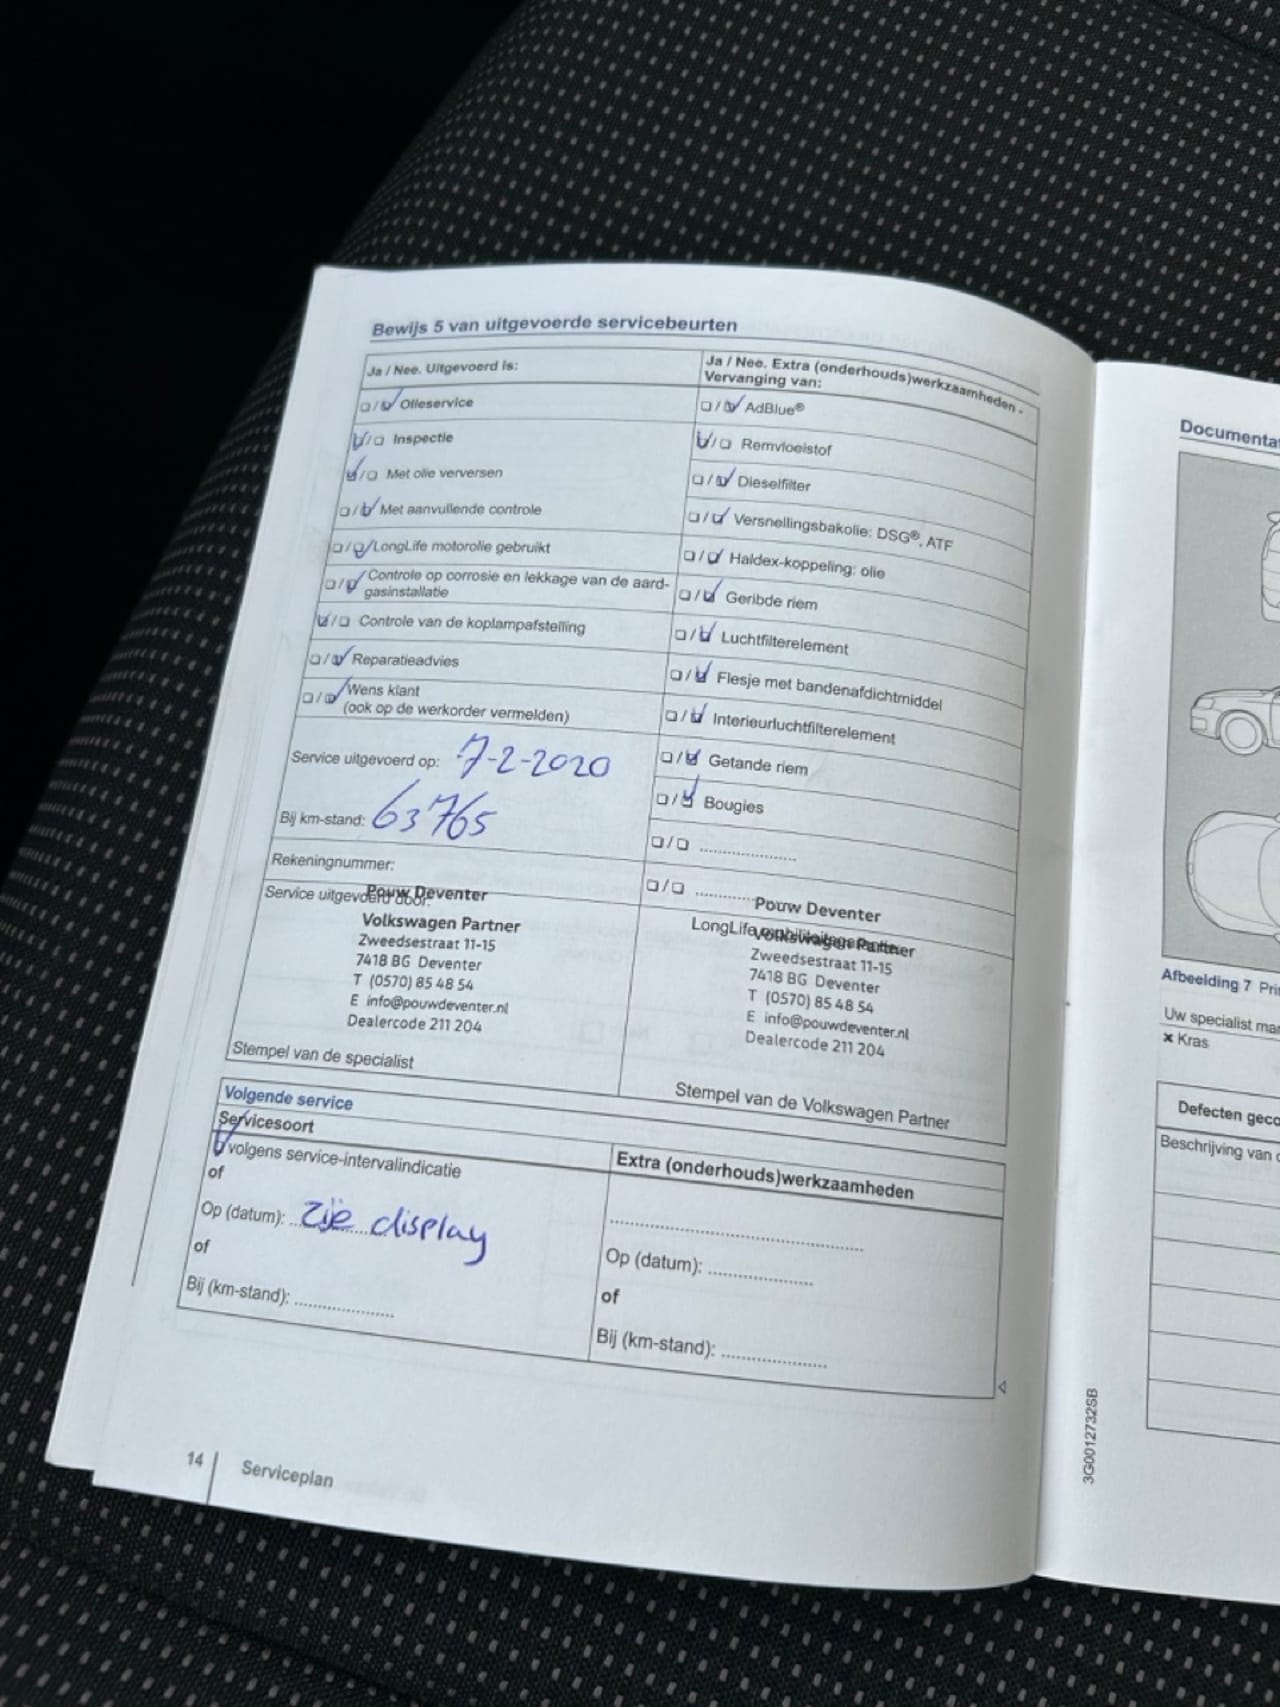 Bewijs 5 van uitgevoerde servicebeurten
Ja / Nee. Uitgevoerd is:
❑/❑ Olieservice
❑/❑ Inspectie
❑/❑ Met olie verversen
❑/❑ Met aanvullende controle
❑/❑ LongLife motorolie gebruikt
❑/❑ Controle op corrosie en lekkage van de aard-
gasinstallatie
❑/❑ Controle van de koplampafstelling
❑/❑ Reparatieadvies
❑/❑ Wens klant
(ook op de werkorder vermelden)
Service uitgevoerd op: 7-2-2020
Bij km-stand: 63765
Rekeningnummer:
Service uitgevoerd door:
Pouw Deventer
Volkswagen Partner
Zweedsestraat 11-15
7418 BG Deventer
T (0570) 85 48 54
E info@pouwdeventer.nl
Dealercode 211 204
Stempel van de specialist
Ja / Nee. Extra (onderhouds)werkzaamheden -
Vervanging van:
❑/❑ AdBlue®
❑/❑ Remvloeistof
❑/❑ Dieselfilter
❑/❑ Versnellingsbakolie: DSG®, ATF
❑/❑ Haldex-koppeling: olie
❑/❑ Geribde riem
❑/❑ Luchtfilterelement
❑/❑ Flesje met bandenafdichtmiddel
❑/❑ Interieurluchtfilterelement
❑/❑ Getande riem
❑/❑ Bougies
❑/❑ ....................
❑/❑ ....................
Pouw Deventer
LongLife
Volkswagen Partner
Zweedsestraat 11-15
7418 BG Deventer
T (0570) 85 48 54
E info@pouwdeventer.nl
Dealercode 211 204
Stempel van de Volkswagen Partner
Volgende service
Servicesoort
❑ volgens service-intervalindicatie
of
Op (datum): zie display
of
Bij (km-stand): ....................
Extra (onderhouds)werkzaamheden
..................................................
Op (datum): ....................
of
Bij (km-stand): ....................
14
Serviceplan
3G0012732SB
Documenta
Afbeelding 7 Pri
Uw specialist ma
✖ Kras
Defecten geco
Beschrijving van